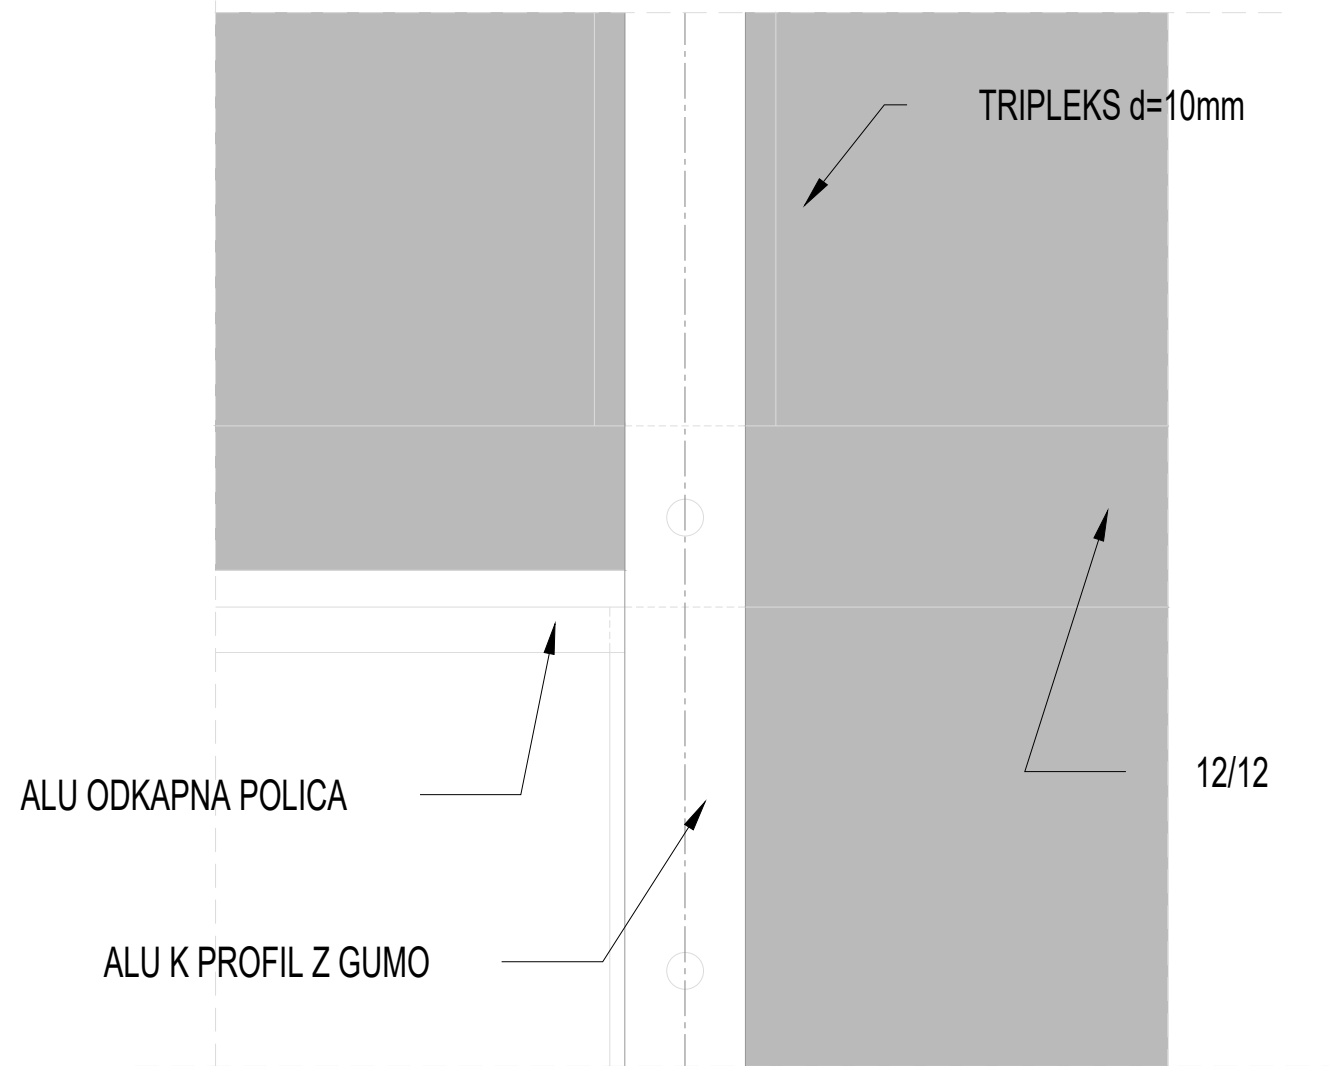 TRIPLEKS d=10mm
12/12
ALU ODKAPNA POLICA
ALU K PROFIL Z GUMO